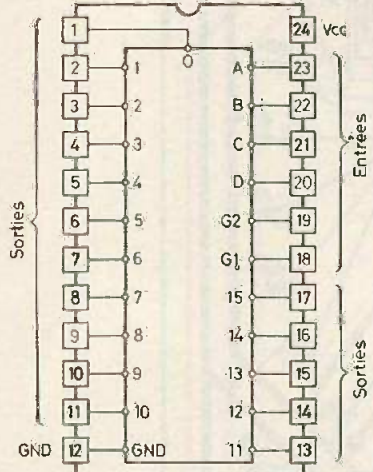 1 24 Vcc
0
2 1 A 23
3 2 B 22
4 3 C 21
5 4 D 20
6 5 G2 19
7 6 G1 18
8 7 15 17
9 8 14 16
10 9 13 15
11 10 12 14
GND 12 GND 11 13
Sorties
Entrées
Sorties